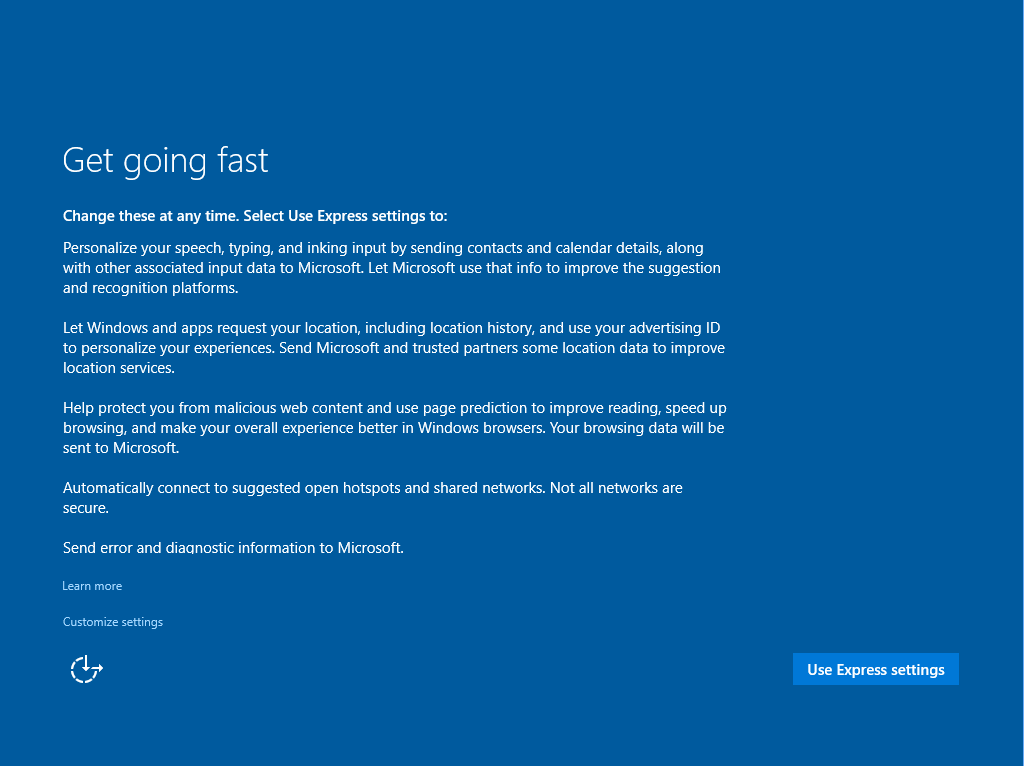 Get going fast
Change these at any time. Select Use Express settings to:
Personalize your speech, typing, and inking input by sending contacts and calendar details, along
with other associated input data to Microsoft. Let Microsoft use that info to improve the suggestion
and recognition platforms.
Let Windows and apps request your location, including location history, and use your advertising ID
to personalize your experiences. Send Microsoft and trusted partners some location data to improve
location services.
Help protect you from malicious web content and use page prediction to improve reading, speed up
browsing, and make your overall experience better in Windows browsers. Your browsing data will be
sent to Microsoft.
Automatically connect to suggested open hotspots and shared networks. Not all networks are
secure.
Send error and diagnostic information to Microsoft.
Learn more
Customize settings
Use Express settings